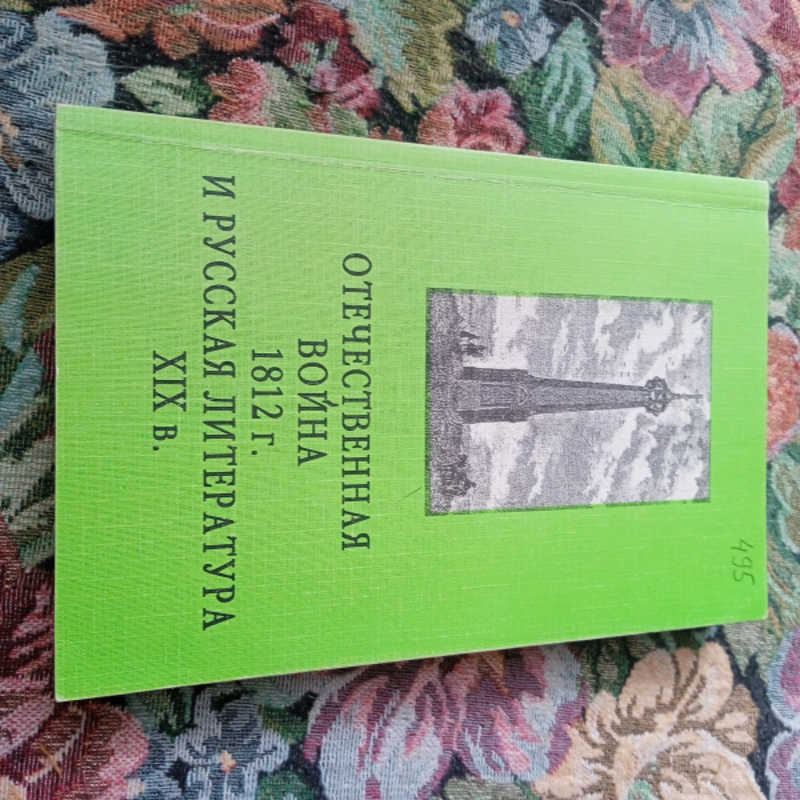 495
ОТЕЧЕСТВЕННАЯ
ВОЙНА
1812 г.
И РУССКАЯ ЛИТЕРАТУРА
XIX в.